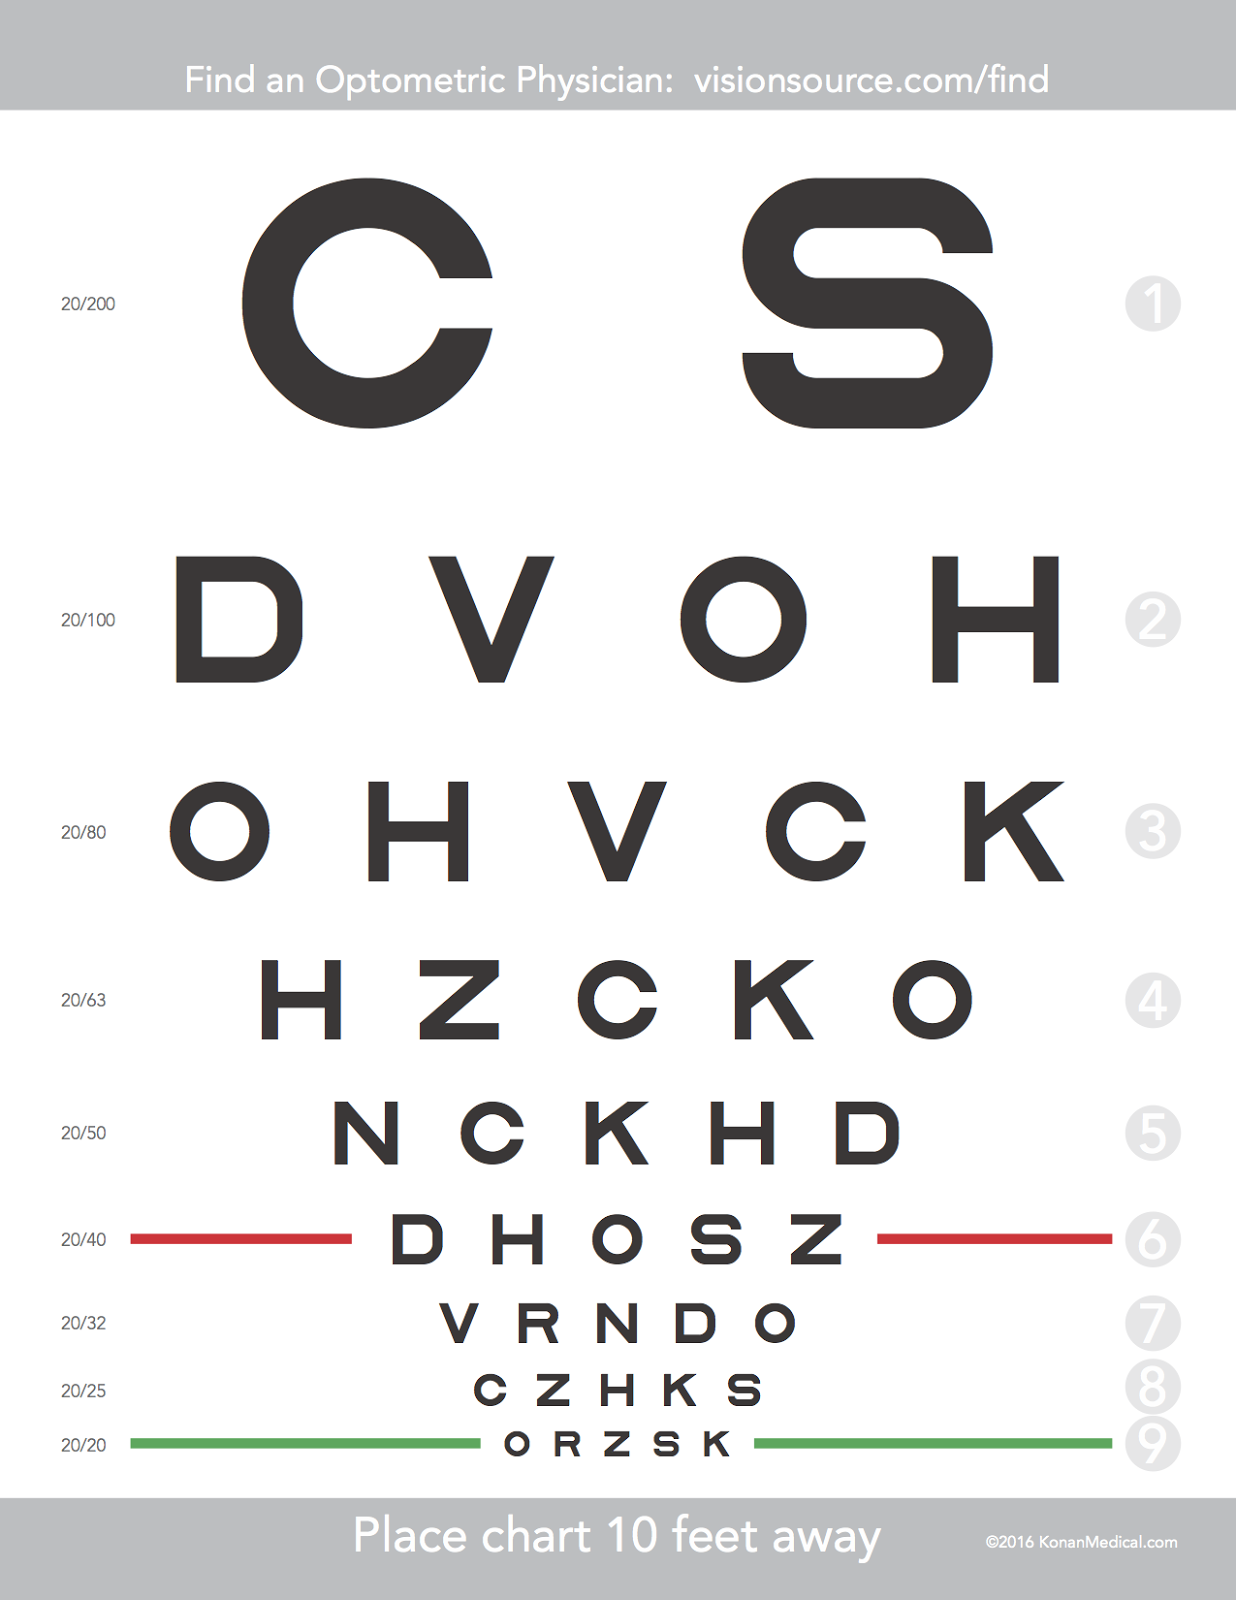 Find an Optometric Physician: visionsource.com/find
20/200 C S 1
20/100 D V O H 2
20/80 O H V C K 3
20/63 H Z C K O 4
20/50 N C K H D 5
20/40 D H O S Z 6
20/32 V R N D O 7
20/25 C Z H K S 8
20/20 O R Z S K 9
Place chart 10 feet away
©2016 KonanMedical.com